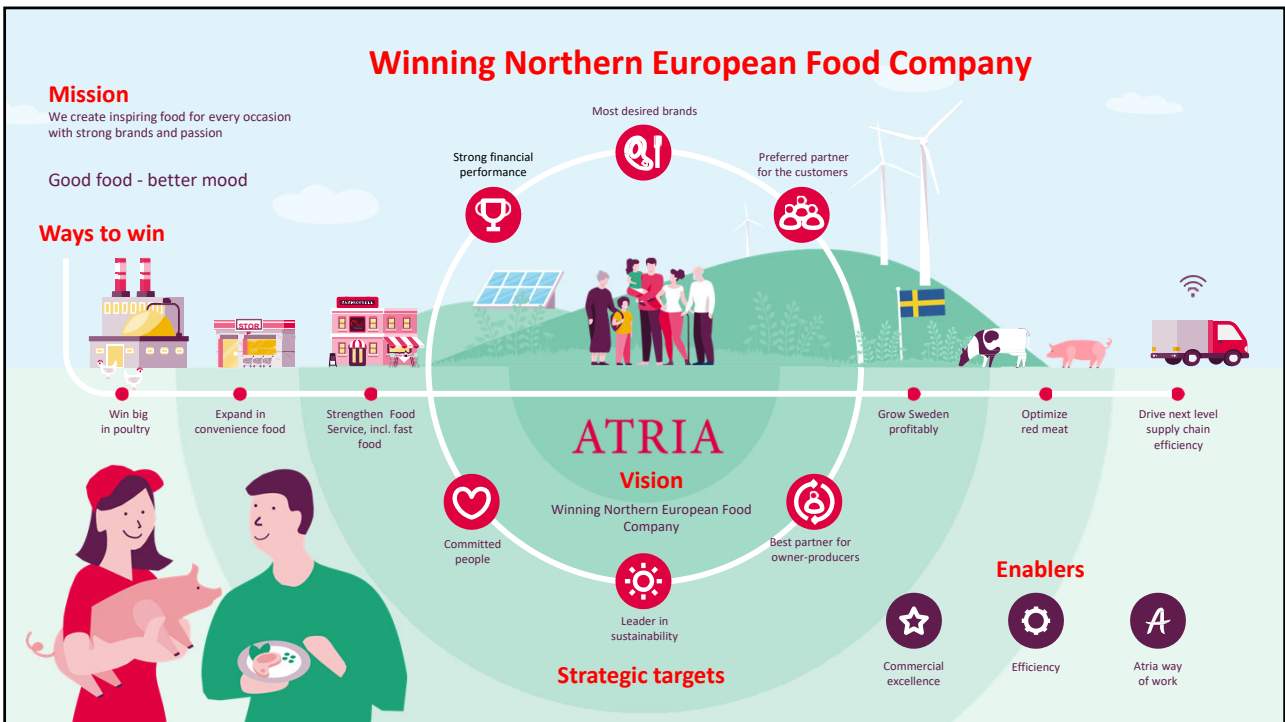 Winning Northern European Food Company
Mission
We create inspiring food for every occasion
with strong brands and passion
Good food - better mood
Ways to win
Most desired brands
Strong financial
performance
Preferred partner
for the customers
STOR
Win big
in poultry
Expand in
convenience food
Strengthen Food
Service, incl. fast
food
Grow Sweden
profitably
Optimize
red meat
Drive next level
supply chain
efficiency
ATRIA
Vision
Winning Northern European Food
Company
Committed
people
Best partner for
owner-producers
Leader in
sustainability
Strategic targets
Enablers
Commercial
excellence
Efficiency
A
Atria way
of work